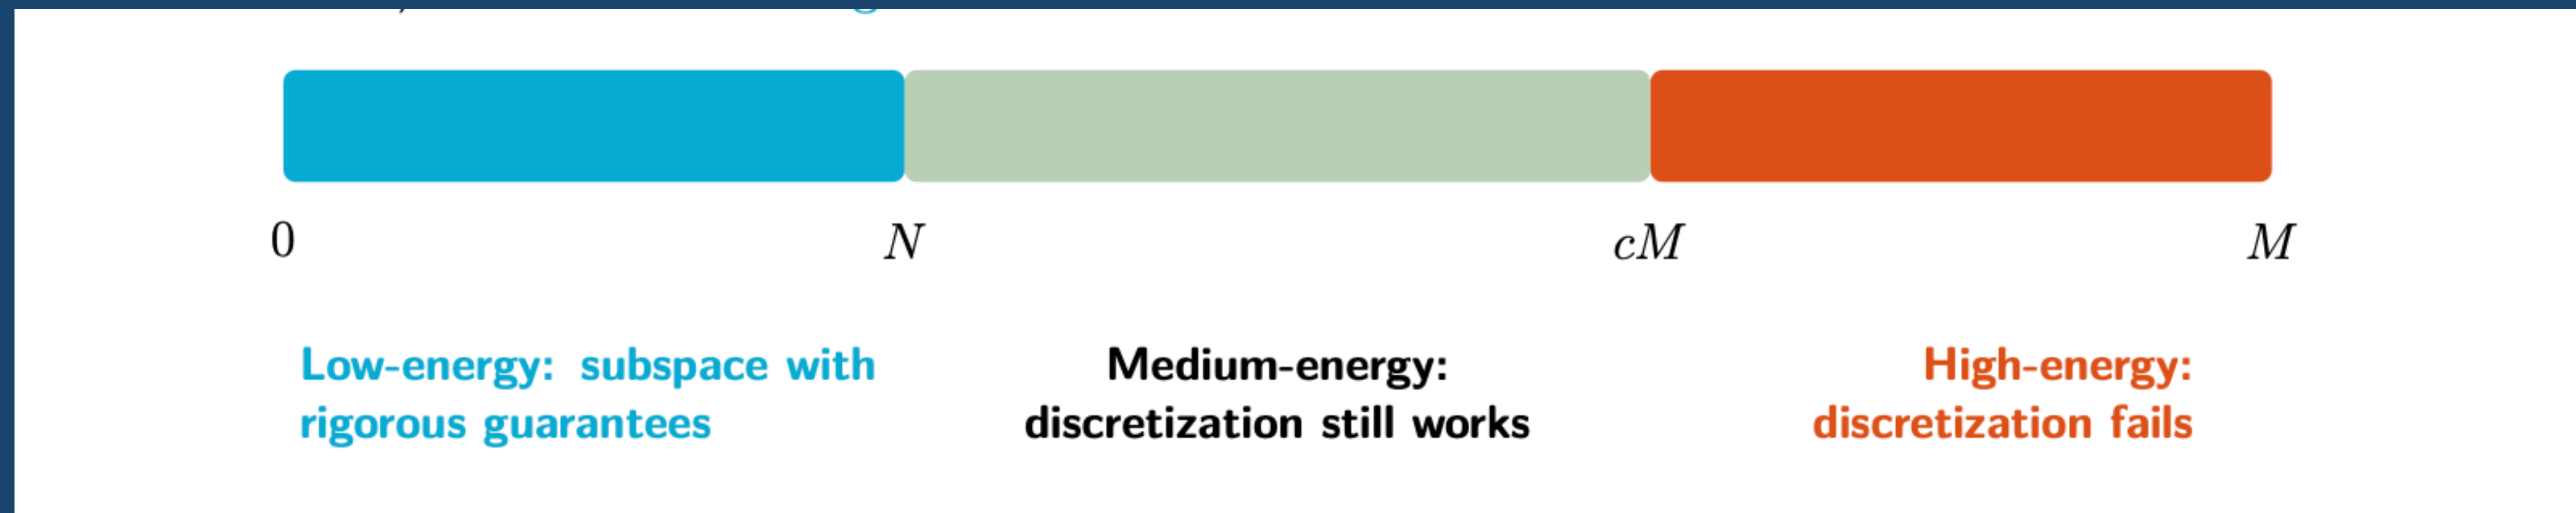 0 N cM M
Low-energy: subspace with
rigorous guarantees
Medium-energy:
discretization still works
High-energy:
discretization fails